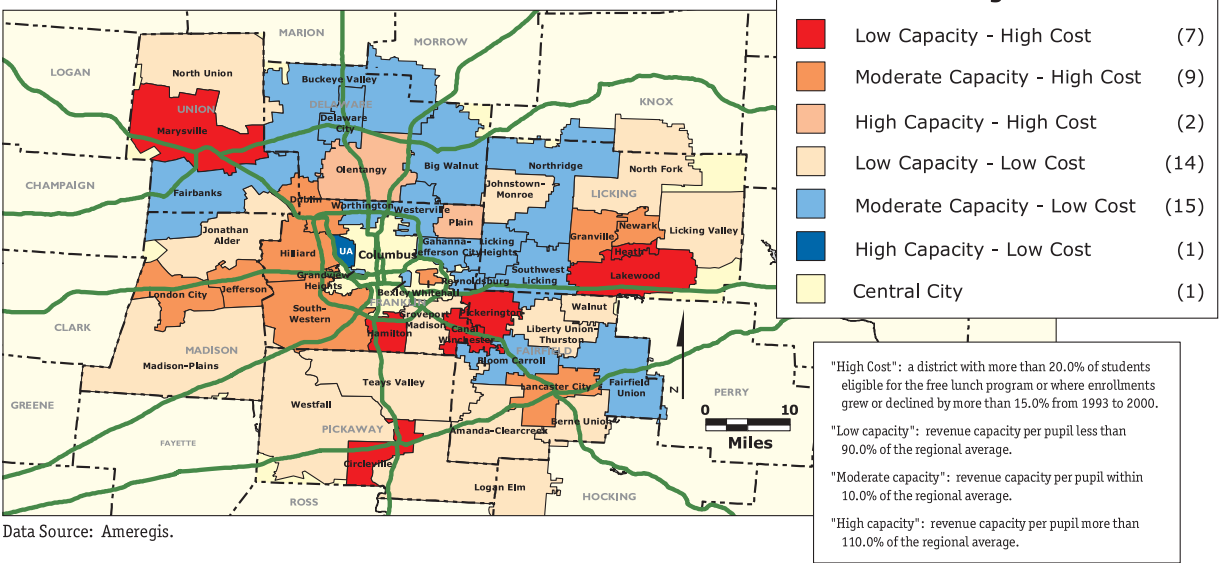 Low Capacity - High Cost (7)
Moderate Capacity - High Cost (9)
High Capacity - High Cost (2)
Low Capacity - Low Cost (14)
Moderate Capacity - Low Cost (15)
High Capacity - Low Cost (1)
Central City (1)
MARION
MORROW
LOGAN
North Union
Buckeye Valley
UNION
DELAWARE
KNOX
Delaware
City
Marysville
Olentangy
Big Walnut
Northridge
North Fork
CHAMPAIGN
Fairbanks
Johnstown-
Monroe
LICKING
Dublin
Worthington
Westerville
Plain
Jonathan
Alder
Newark
Licking Valley
Granville
Hilliard
UA
Columbus
Gahanna-
Jefferson City
Licking
Heights
Heath
Lakewood
Grandview
Heights
Southwest
Licking
Reynoldsburg
London City
Jefferson
Bexley
Whitehall
FRANKLIN
South-
Western
Groveport
Madison
Pickerington
Walnut
CLARK
Hamilton
Canal
Winchester
Liberty Union-
Thurston
MADISON
FAIRFIELD
Madison-Plains
Bloom Carroll
Teays Valley
Lancaster City
Fairfield
Union
PERRY
GREENE
Westfall
Berne Union
PICKAWAY
Amanda-Clearcreek
FAYETTE
Circleville
Logan Elm
ROSS
HOCKING
N
0 10
Miles
"High Cost": a district with more than 20.0% of students
eligible for the free lunch program or where enrollments
grew or declined by more than 15.0% from 1993 to 2000.
"Low capacity": revenue capacity per pupil less than
90.0% of the regional average.
"Moderate capacity": revenue capacity per pupil within
10.0% of the regional average.
"High capacity": revenue capacity per pupil more than
110.0% of the regional average.
Data Source: Ameregis.